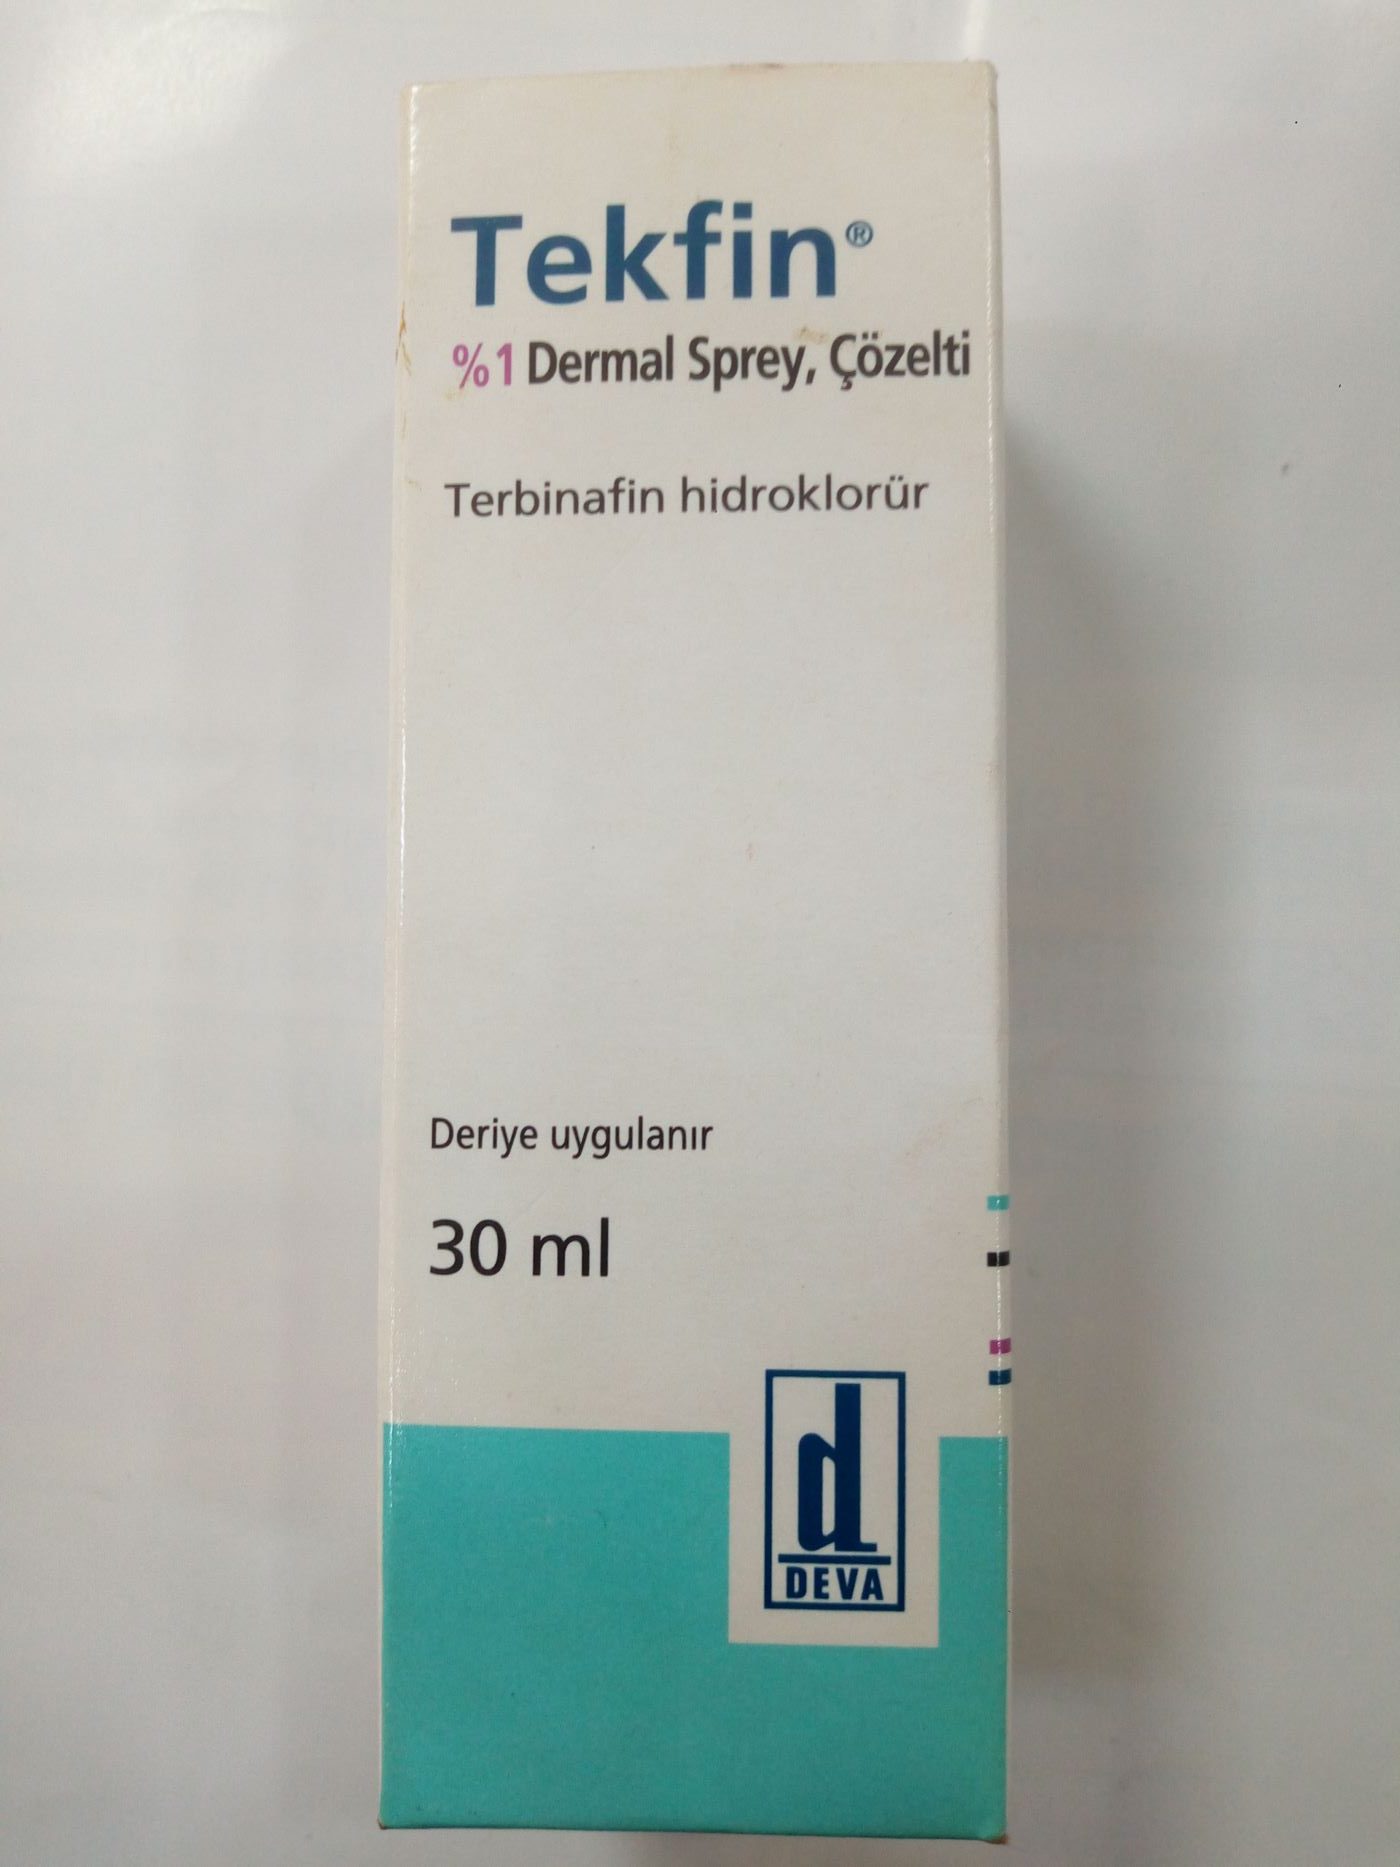 Tekfin®
%1 Dermal Sprey, Çözelti
Terbinafin hidroklorür
Deriye uygulanır
30 ml
d
DEVA